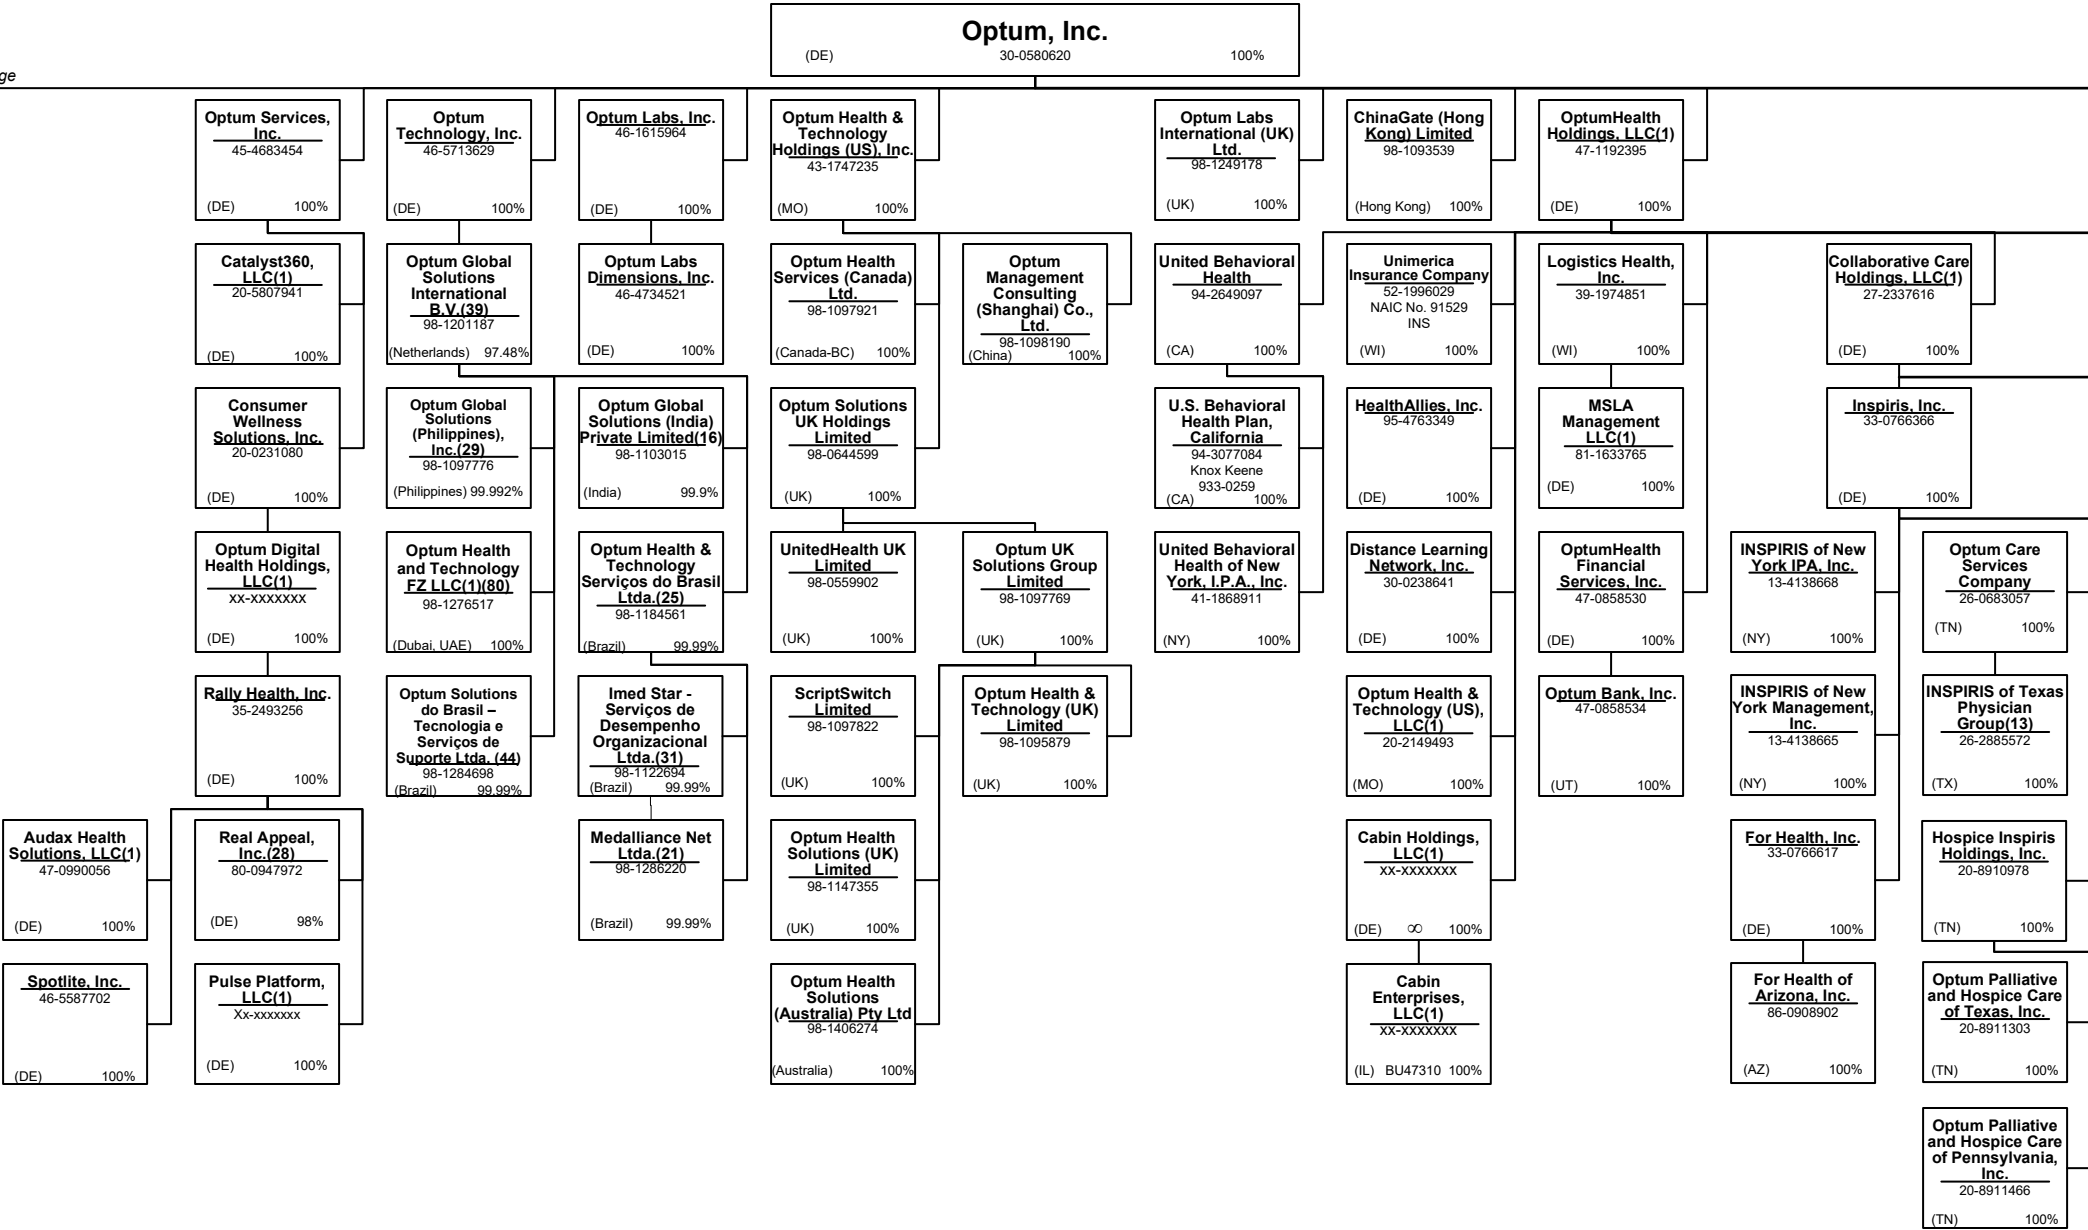 Optum, Inc.
(DE) 30-0580620 100%
ge
Optum Services,
Inc.
45-4683454
(DE) 100%
Optum
Technology, Inc.
46-5713629
(DE) 100%
Optum Labs, Inc.
46-1615964
(DE) 100%
Optum Health &
Technology
Holdings (US), Inc.
43-1747235
(MO) 100%
Optum Labs
International (UK)
Ltd.
98-1249178
(UK) 100%
ChinaGate (Hong
Kong) Limited
98-1093539
(Hong Kong) 100%
OptumHealth
Holdings, LLC(1)
47-1192395
(DE) 100%
Catalyst360,
LLC(1)
20-5807941
(DE) 100%
Optum Global
Solutions
International
B.V.(39)
98-1201187
(Netherlands) 97.48%
Optum Labs
Dimensions, Inc.
46-4734521
(DE) 100%
Optum Health
Services (Canada)
Ltd.
98-1097921
(Canada-BC) 100%
Optum
Management
Consulting
(Shanghai) Co.,
Ltd.
98-1098190
(China) 100%
United Behavioral
Health
94-2649097
(CA) 100%
Unimerica
Insurance Company
52-1996029
NAIC No. 91529
INS
(WI) 100%
Logistics Health,
Inc.
39-1974851
(WI) 100%
Collaborative Care
Holdings, LLC(1)
27-2337616
(DE) 100%
Consumer
Wellness
Solutions, Inc.
20-0231080
(DE) 100%
Optum Global
Solutions
(Philippines),
Inc.(29)
98-1097776
(Philippines) 99.992%
Optum Global
Solutions (India)
Private Limited(16)
98-1103015
(India) 99.9%
Optum Solutions
UK Holdings
Limited
98-0644599
(UK) 100%
U.S. Behavioral
Health Plan,
California
94-3077084
Knox Keene
933-0259
(CA) 100%
HealthAllies, Inc.
95-4763349
(DE) 100%
MSLA
Management
LLC(1)
81-1633765
(DE) 100%
Inspiris, Inc.
33-0766366
(DE) 100%
Optum Digital
Health Holdings,
LLC(1)
xx-xxxxxxx
(DE) 100%
Optum Health
and Technology
FZ LLC(1)(80)
98-1276517
(Dubai, UAE) 100%
Optum Health &
Technology
Serviços do Brasil
Ltda.(25)
98-1184561
(Brazil) 99.99%
UnitedHealth UK
Limited
98-0559902
(UK) 100%
Optum UK
Solutions Group
Limited
98-1097769
(UK) 100%
United Behavioral
Health of New
York, I.P.A., Inc.
41-1868911
(NY) 100%
Distance Learning
Network, Inc.
30-0238641
(DE) 100%
OptumHealth
Financial
Services, Inc.
47-0858530
(DE) 100%
INSPIRIS of New
York IPA, Inc.
13-4138668
(NY) 100%
Optum Care
Services
Company
26-0683057
(TN) 100%
Rally Health, Inc.
35-2493256
(DE) 100%
Optum Solutions
do Brasil –
Tecnologia e
Serviços de
Suporte Ltda. (44)
98-1284698
(Brazil) 99.99%
Imed Star -
Serviços de
Desempenho
Organizacional
Ltda.(31)
98-1122694
(Brazil) 99.99%
ScriptSwitch
Limited
98-1097822
(UK) 100%
Optum Health &
Technology (UK)
Limited
98-1095879
(UK) 100%
Optum Health &
Technology (US),
LLC(1)
20-2149493
(MO) 100%
Optum Bank, Inc.
47-0858534
(UT) 100%
INSPIRIS of New
York Management,
Inc.
13-4138665
(NY) 100%
INSPIRIS of Texas
Physician
Group(13)
26-2885572
(TX) 100%
Audax Health
Solutions, LLC(1)
47-0990056
(DE) 100%
Real Appeal,
Inc.(28)
80-0947972
(DE) 98%
Medalliance Net
Ltda.(21)
98-1286220
(Brazil) 99.99%
Optum Health
Solutions (UK)
Limited
98-1147355
(UK) 100%
Cabin Holdings,
LLC(1)
xx-xxxxxxx
(DE) ∞ 100%
For Health, Inc.
33-0766617
(DE) 100%
Hospice Inspiris
Holdings, Inc.
20-8910978
(TN) 100%
Spotlite, Inc.
46-5587702
(DE) 100%
Pulse Platform,
LLC(1)
Xx-xxxxxxx
(DE) 100%
Optum Health
Solutions
(Australia) Pty Ltd
98-1406274
(Australia) 100%
Cabin
Enterprises,
LLC(1)
xx-xxxxxxx
(IL) BU47310 100%
For Health of
Arizona, Inc.
86-0908902
(AZ) 100%
Optum Palliative
and Hospice Care
of Texas, Inc.
20-8911303
(TN) 100%
Optum Palliative
and Hospice Care
of Pennsylvania,
Inc.
20-8911466
(TN) 100%